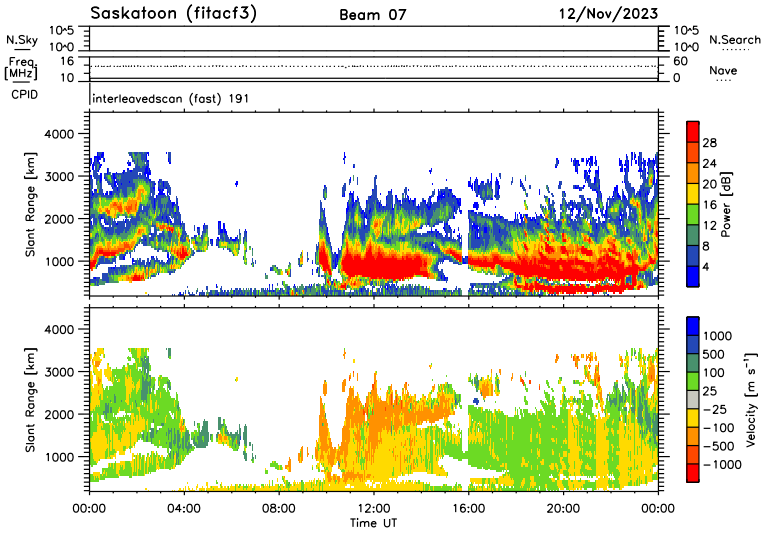 Saskatoon (fitacf3) Beam 07 12/Nov/2023
N.Sky 10^5 10^0 10^5 10^0 N.Search
Freq. [MHz] 16 10 60 0 Nave
CPID interleavedscan (fast) 191
Slant Range [km] 4000 3000 2000 1000
Power [dB] 28 24 20 16 12 8 4
Slant Range [km] 4000 3000 2000 1000
Velocity [m s⁻¹] 1000 500 100 25 −25 −100 −500 −1000
00:00 04:00 08:00 12:00 16:00 20:00 00:00
Time UT